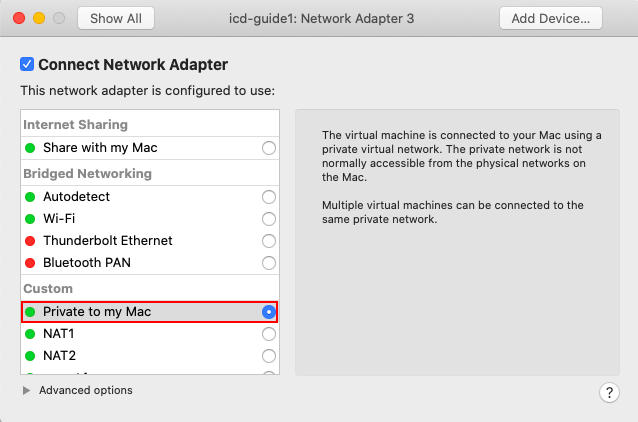 Show All
icd-guide1: Network Adapter 3
Add Device...
Connect Network Adapter
This network adapter is configured to use:
Internet Sharing
Share with my Mac
Bridged Networking
Autodetect
Wi-Fi
Thunderbolt Ethernet
Bluetooth PAN
Custom
Private to my Mac
NAT1
NAT2
The virtual machine is connected to your Mac using a
private virtual network. The private network is not
normally accessible from the physical networks on
the Mac.
Multiple virtual machines can be connected to the
same private network.
Advanced options
?